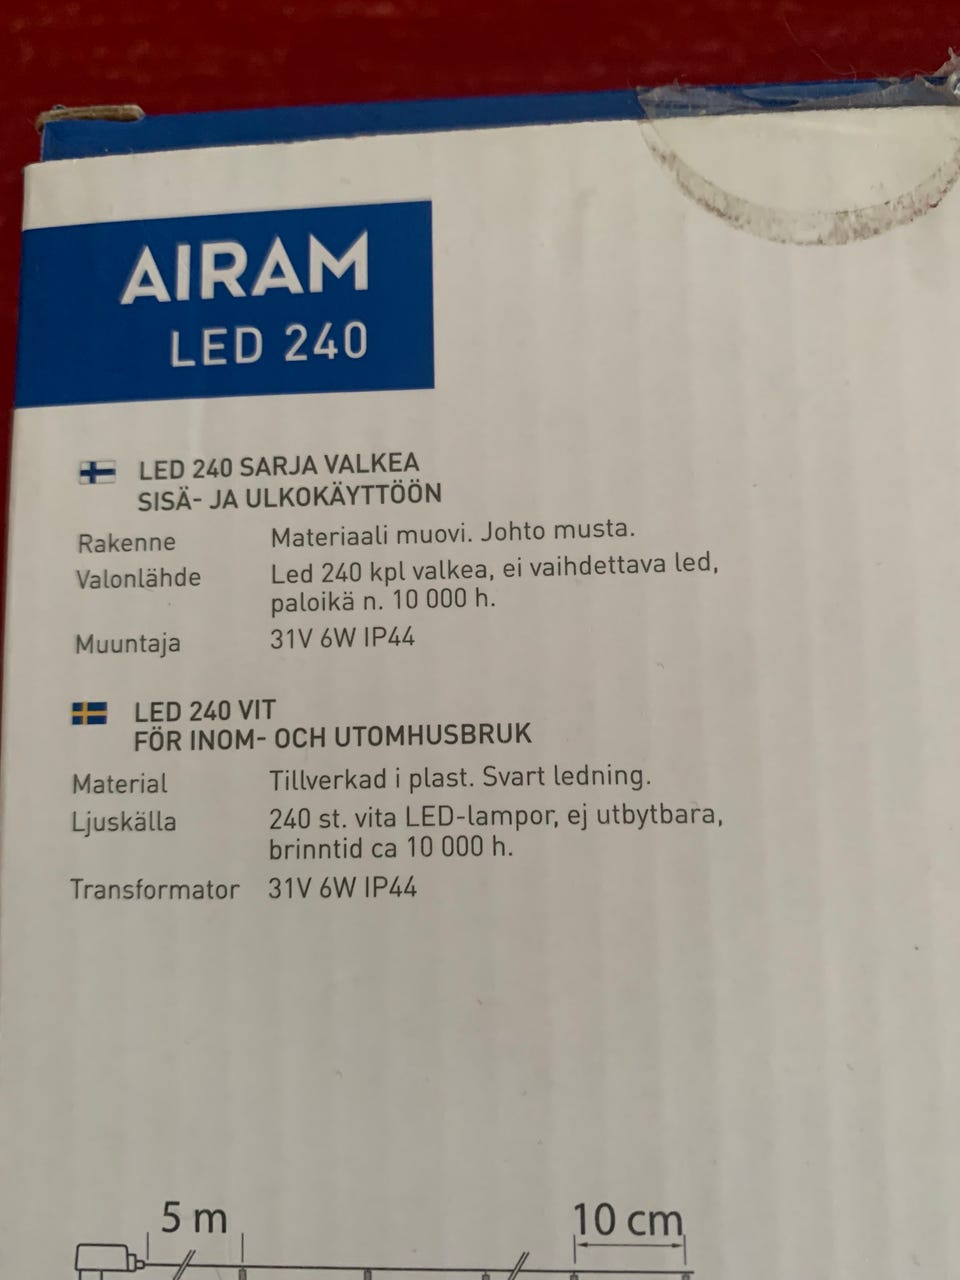 AIRAM
LED 240
LED 240 SARJA VALKEA
SISÄ- JA ULKOKÄYTTÖÖN
Rakenne Materiaali muovi. Johto musta.
Valonlähde Led 240 kpl valkea, ei vaihdettava led,
paloikä n. 10 000 h.
Muuntaja 31V 6W IP44
LED 240 VIT
FÖR INOM- OCH UTOMHUSBRUK
Material Tillverkad i plast. Svart ledning.
Ljuskälla 240 st. vita LED-lampor, ej utbytbara,
brinntid ca 10 000 h.
Transformator 31V 6W IP44
5 m 10 cm